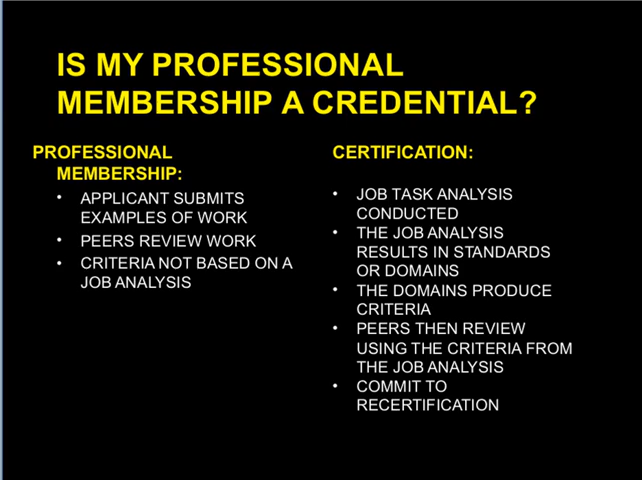 IS MY PROFESSIONAL
MEMBERSHIP A CREDENTIAL?
PROFESSIONAL
MEMBERSHIP:
• APPLICANT SUBMITS
EXAMPLES OF WORK
• PEERS REVIEW WORK
• CRITERIA NOT BASED ON A
JOB ANALYSIS
CERTIFICATION:
• JOB TASK ANALYSIS
CONDUCTED
• THE JOB ANALYSIS
RESULTS IN STANDARDS
OR DOMAINS
• THE DOMAINS PRODUCE
CRITERIA
• PEERS THEN REVIEW
USING THE CRITERIA FROM
THE JOB ANALYSIS
• COMMIT TO
RECERTIFICATION